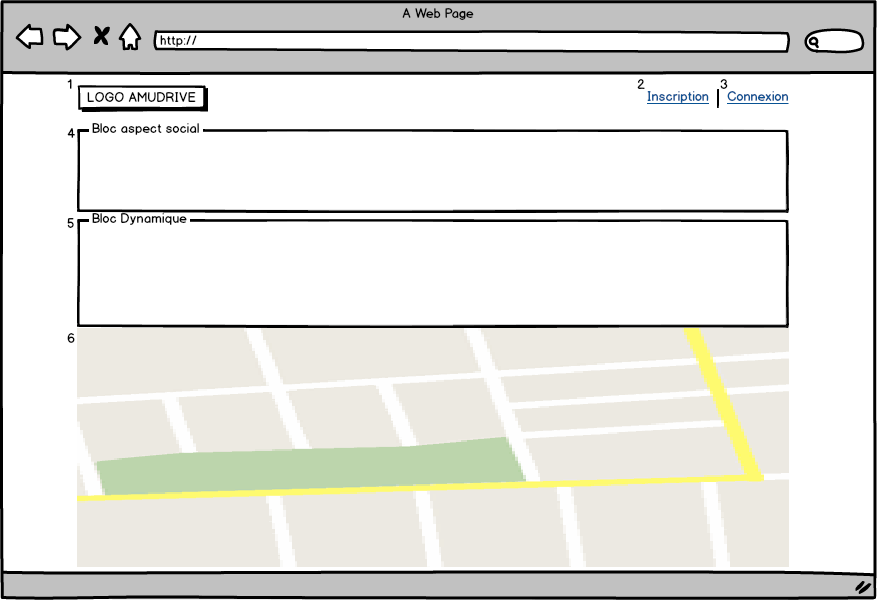 A Web Page
http://
1
LOGO AMUDRIVE
2
Inscription
3
Connexion
4
Bloc aspect social
5
Bloc Dynamique
6